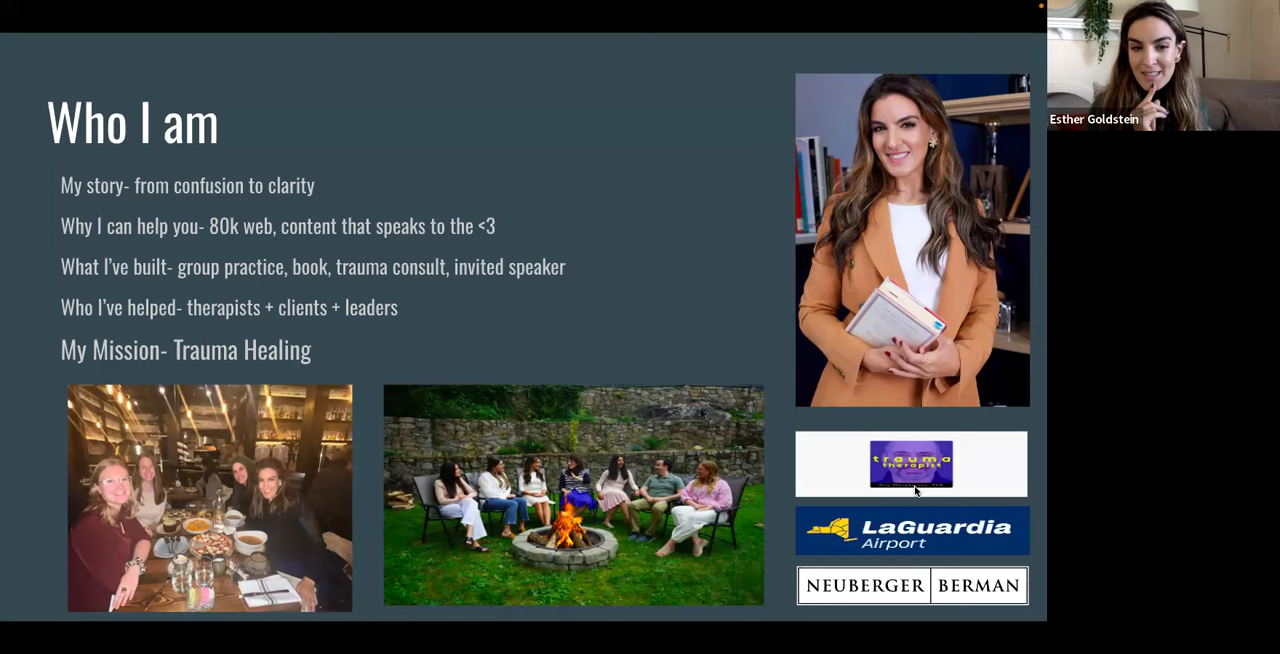 Who I am
My story- from confusion to clarity
Why I can help you- 80k web, content that speaks to the <3
What I've built- group practice, book, trauma consult, invited speaker
Who I've helped- therapists + clients + leaders
My Mission- Trauma Healing
Esther Goldstein
trauma
therapist
LaGuardia
Airport
NEUBERGER BERMAN